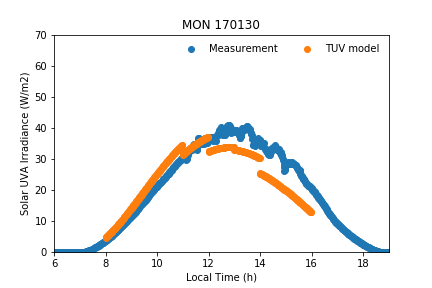 MON 170130
Measurement
TUV model
70
60
50
40
30
20
10
0
Solar UVA Irradiance (W/m2)
6 8 10 12 14 16 18
Local Time (h)